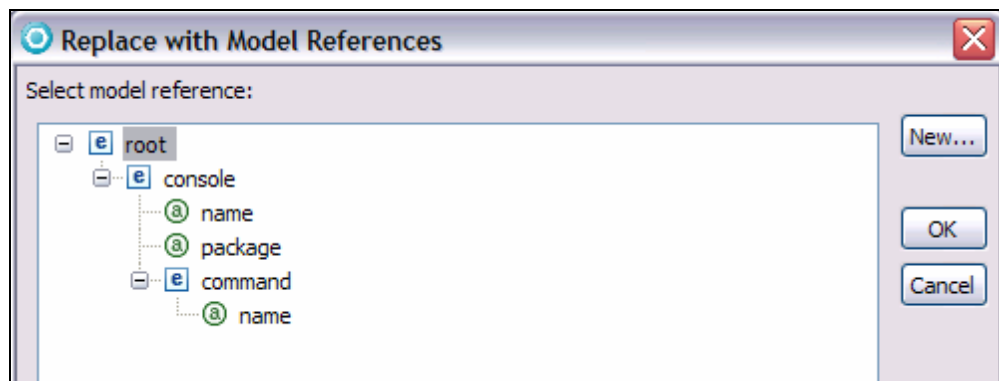 Replace with Model References
Select model reference:
e root
New...
e console
a name
a package
OK
e command
Cancel
a name